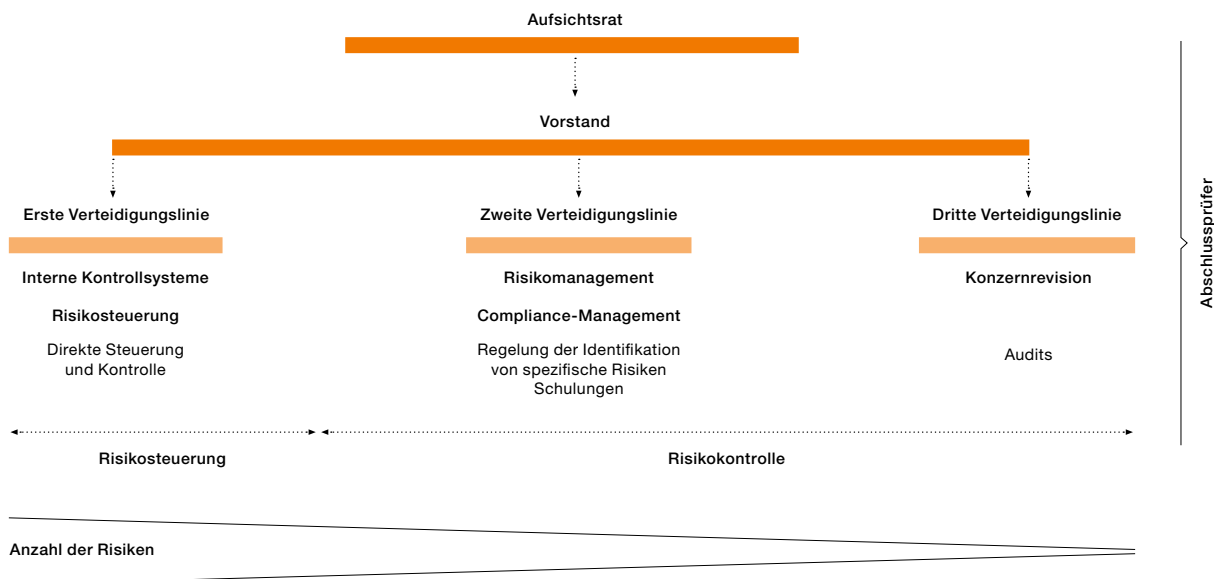 Aufsichtsrat
Vorstand
Erste Verteidigungslinie
Interne Kontrollsysteme
Risikosteuerung
Direkte Steuerung
und Kontrolle
Zweite Verteidigungslinie
Risikomanagement
Compliance-Management
Regelung der Identifikation
von spezifische Risiken
Schulungen
Dritte Verteidigungslinie
Konzernrevision
Audits
Abschlussprüfer
Risikosteuerung
Risikokontrolle
Anzahl der Risiken